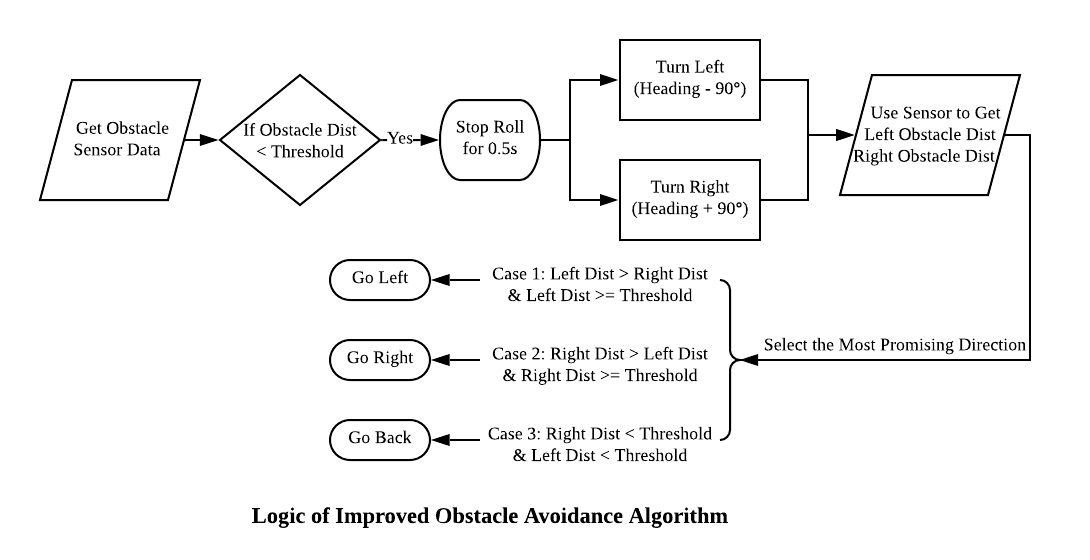 Get Obstacle
Sensor Data
If Obstacle Dist
< Threshold
Yes
Stop Roll
for 0.5s
Turn Left
(Heading - 90°)
Turn Right
(Heading + 90°)
Use Sensor to Get
Left Obstacle Dist
Right Obstacle Dist
Select the Most Promising Direction
Case 1: Left Dist > Right Dist
& Left Dist >= Threshold
Go Left
Case 2: Right Dist > Left Dist
& Right Dist >= Threshold
Go Right
Case 3: Right Dist < Threshold
& Left Dist < Threshold
Go Back
Logic of Improved Obstacle Avoidance Algorithm